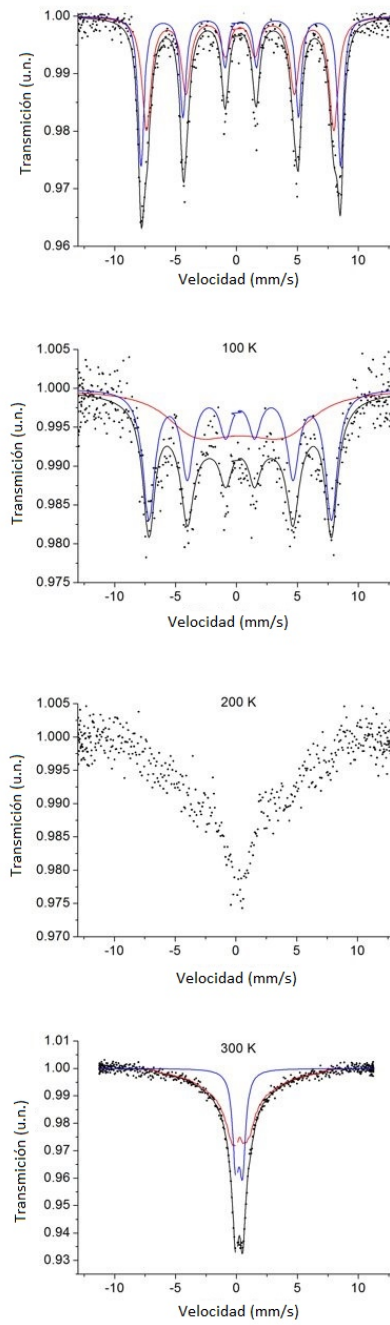 1.00
0.99
0.98
0.97
0.96
Transmición (u.n.)
-10 -5 0 5 10
Velocidad (mm/s)
100 K
1.005
1.000
0.995
0.990
0.985
0.980
0.975
Transmición (u.n.)
-10 -5 0 5 10
Velocidad (mm/s)
200 K
1.005
1.000
0.995
0.990
0.985
0.980
0.975
0.970
Transmición (u.n.)
-10 -5 0 5 10
Velocidad (mm/s)
300 K
1.01
1.00
0.99
0.98
0.97
0.96
0.95
0.94
0.93
Transmición (u.n.)
-10 -5 0 5 10
Velocidad (mm/s)